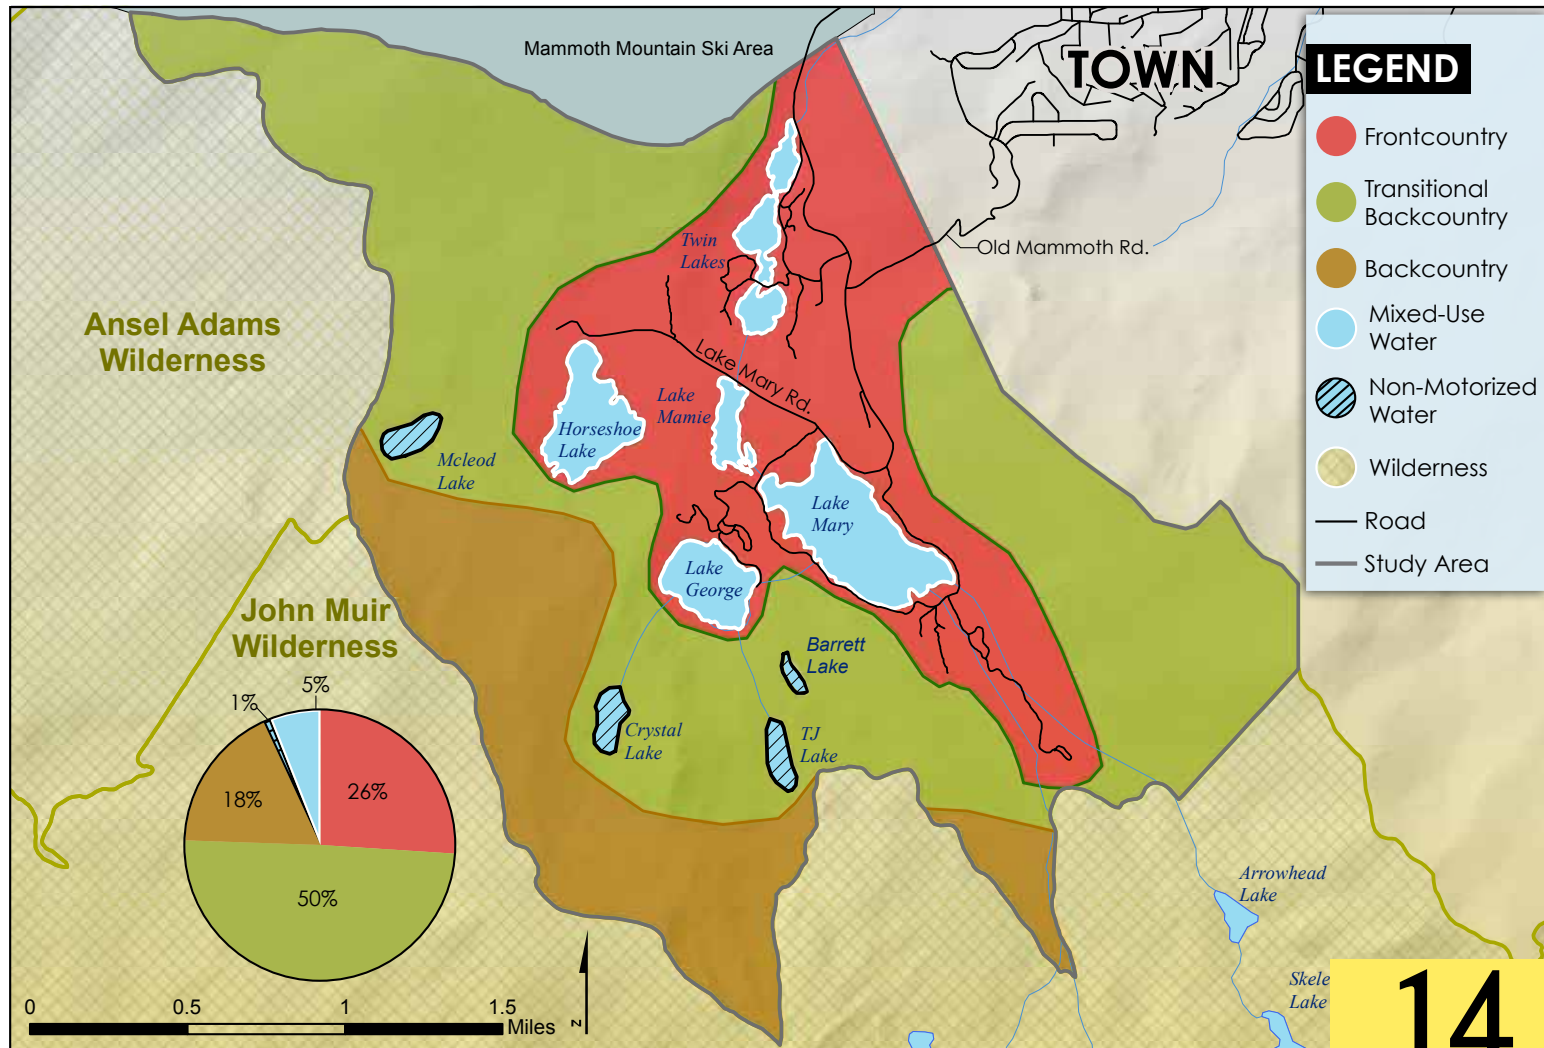 Mammoth Mountain Ski Area
TOWN
LEGEND
Frontcountry
Transitional
Backcountry
Backcountry
Mixed-Use
Water
Non-Motorized
Water
Wilderness
Road
Study Area
Old Mammoth Rd.
Twin
Lakes
Ansel Adams
Wilderness
Lake Mary Rd.
Lake
Mamie
Horseshoe
Lake
Mcleod
Lake
Lake
Mary
Lake
George
John Muir
Wilderness
Barrett
Lake
Crystal
Lake
TJ
Lake
1%
5%
18%
26%
50%
Arrowhead
Lake
Skele
Lake
0
0.5
1
1.5
Miles
N
14